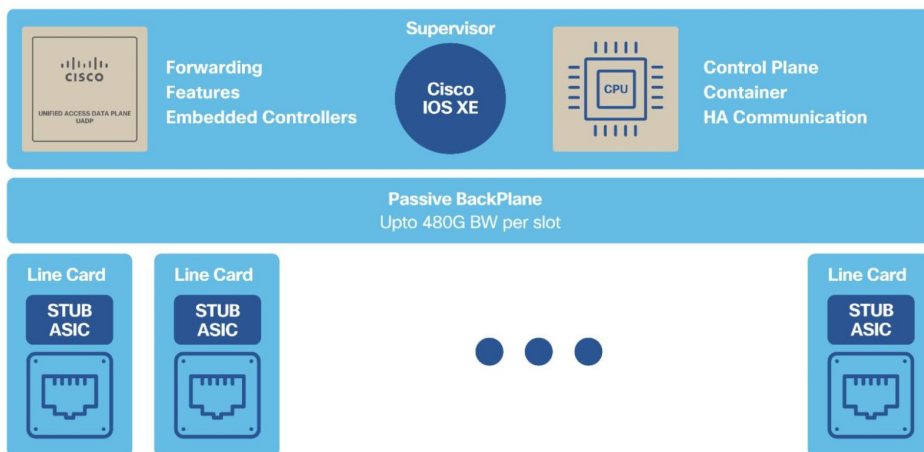 Supervisor
CISCO
UNIFIED ACCESS DATA PLANE
UADP
Forwarding
Features
Embedded Controllers
Cisco
IOS XE
CPU
Control Plane
Container
HA Communication
Passive BackPlane
Upto 480G BW per slot
Line Card
STUB
ASIC
Line Card
STUB
ASIC
Line Card
STUB
ASIC